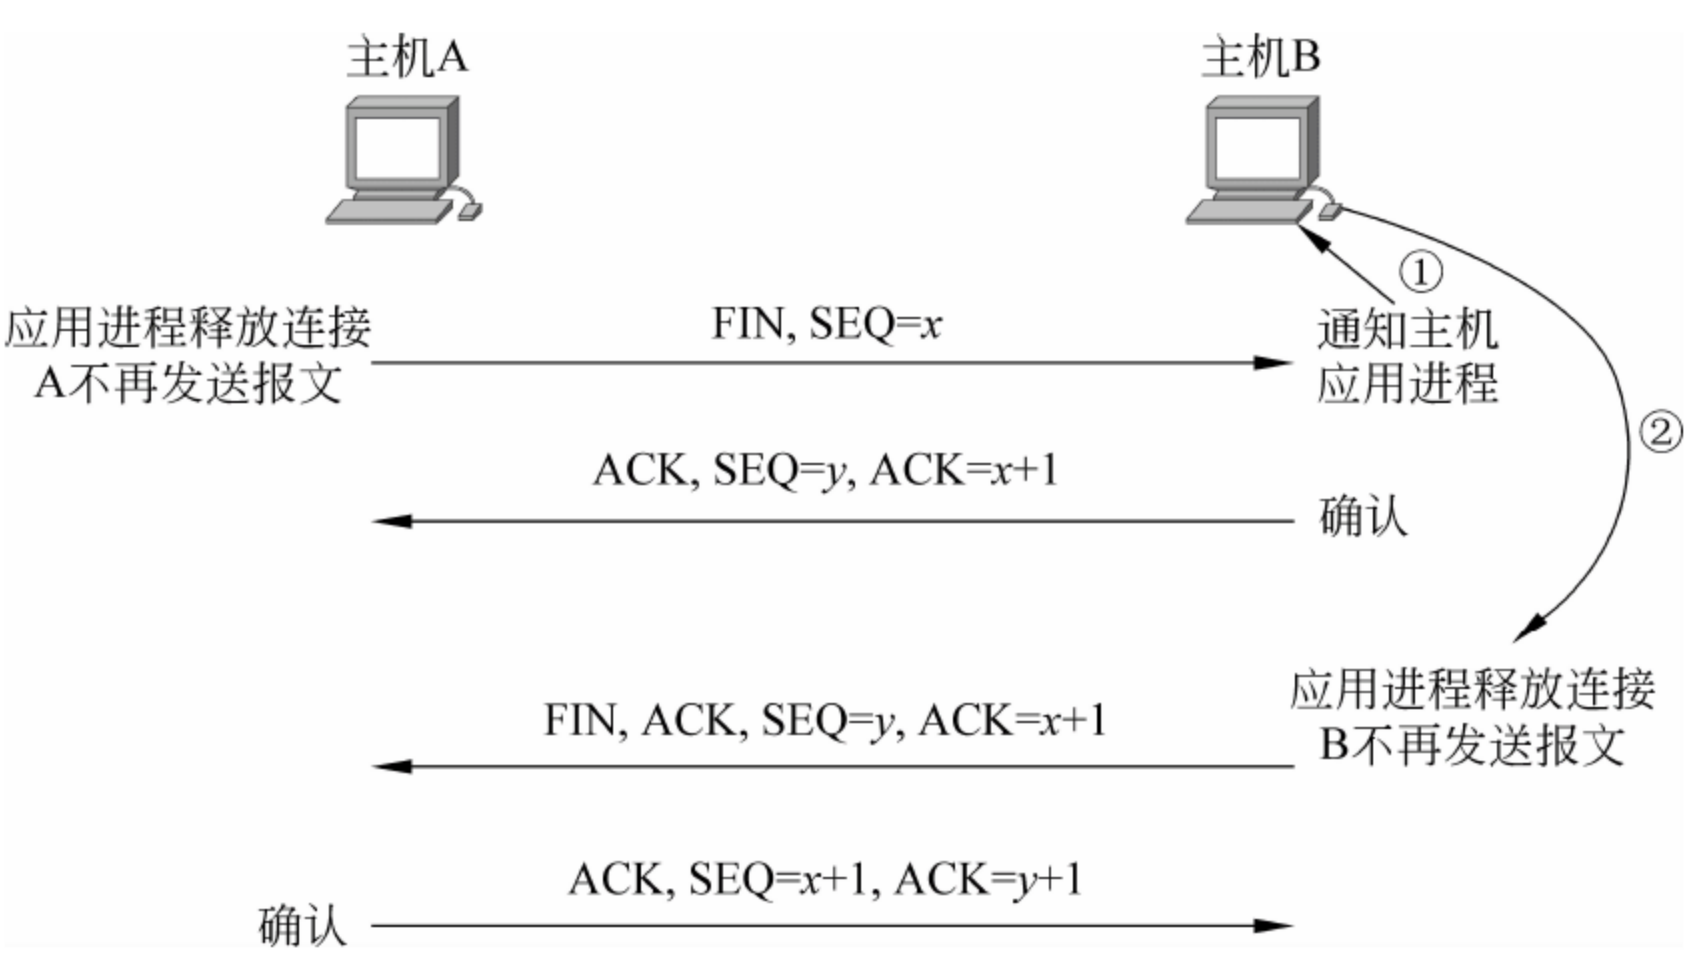 主机A
主机B
①
应用进程释放连接
A不再发送报文
FIN, SEQ=x
通知主机
应用进程
②
ACK, SEQ=y, ACK=x+1
确认
应用进程释放连接
B不再发送报文
FIN, ACK, SEQ=y, ACK=x+1
ACK, SEQ=x+1, ACK=y+1
确认